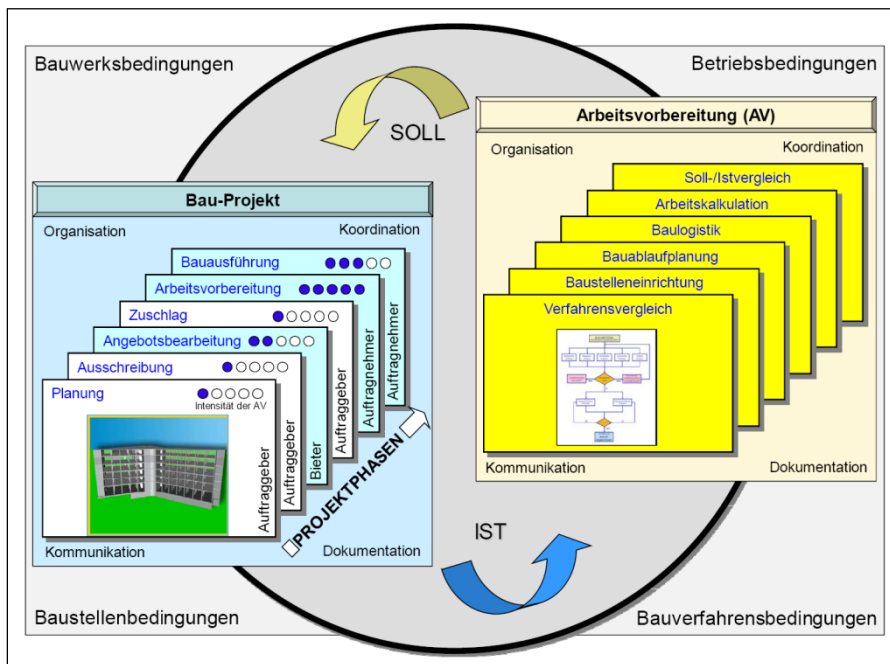 Bauwerksbedingungen
Betriebsbedingungen
SOLL
Arbeitsvorbereitung (AV)
Organisation
Koordination
Soll-/Istvergleich
Arbeitskalkulation
Baulogistik
Bauablaufplanung
Baustelleneinrichtung
Verfahrensvergleich
Kommunikation
Dokumentation
Bau-Projekt
Organisation
Koordination
Bauausführung
Arbeitsvorbereitung
Zuschlag
Angebotsbearbeitung
Ausschreibung
Planung
Intensität der AV
Auftraggeber
Auftraggeber
Bieter
Auftraggeber
Auftragnehmer
Auftragnehmer
PROJEKTPHASEN
Kommunikation
Dokumentation
IST
Baustellenbedingungen
Bauverfahrensbedingungen